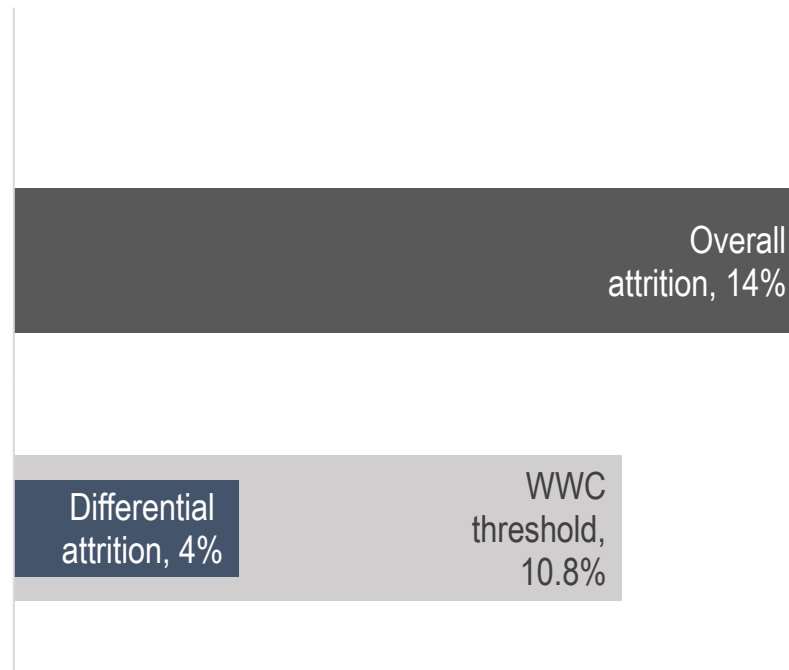 Overall
attrition, 14%
Differential
attrition, 4%
WWC
threshold,
10.8%